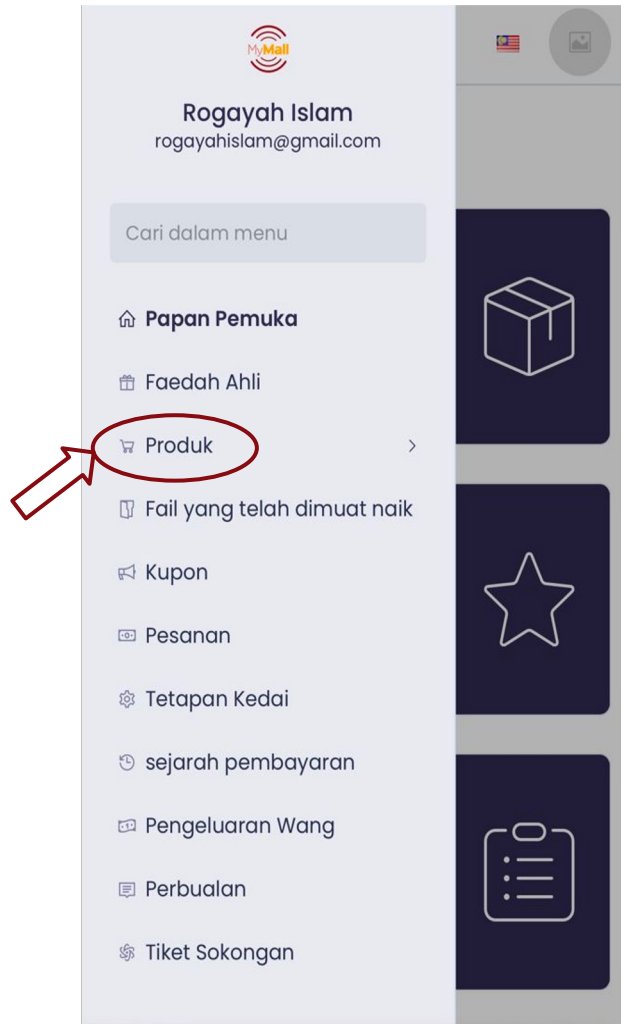 MyMall
Rogayah Islam
rogayahislam@gmail.com
Cari dalam menu
Papan Pemuka
Faedah Ahli
Produk
Fail yang telah dimuat naik
Kupon
Pesanan
Tetapan Kedai
sejarah pembayaran
Pengeluaran Wang
Perbualan
Tiket Sokongan